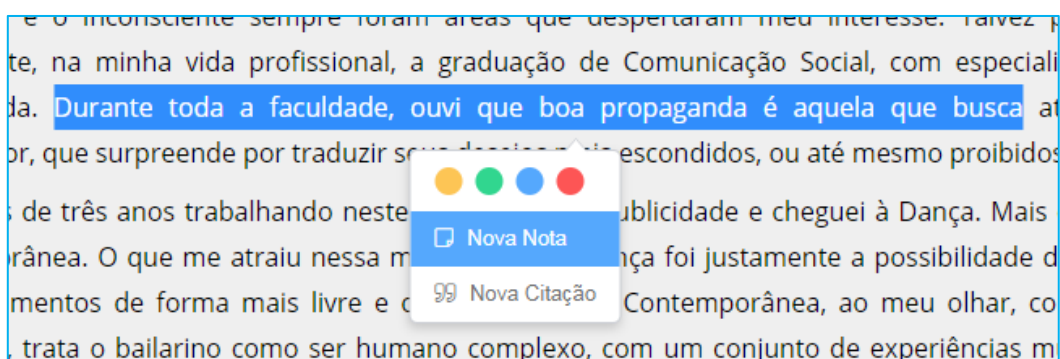 e o inconsciente sempre foram áreas que despertaram meu interesse. Talvez
te, na minha vida profissional, a graduação de Comunicação Social, com especiali
da. Durante toda a faculdade, ouvi que boa propaganda é aquela que busca at
or, que surpreende por traduzir seus desejos mais escondidos, ou até mesmo proibidos
s de três anos trabalhando neste ublicidade e cheguei à Dança. Mais
rânea. O que me atraiu nessa m nça foi justamente a possibilidade d
mentos de forma mais livre e c Contemporânea, ao meu olhar, co
, trata o bailarino como ser humano complexo, com um conjunto de experiências m
Nova Nota
Nova Citação